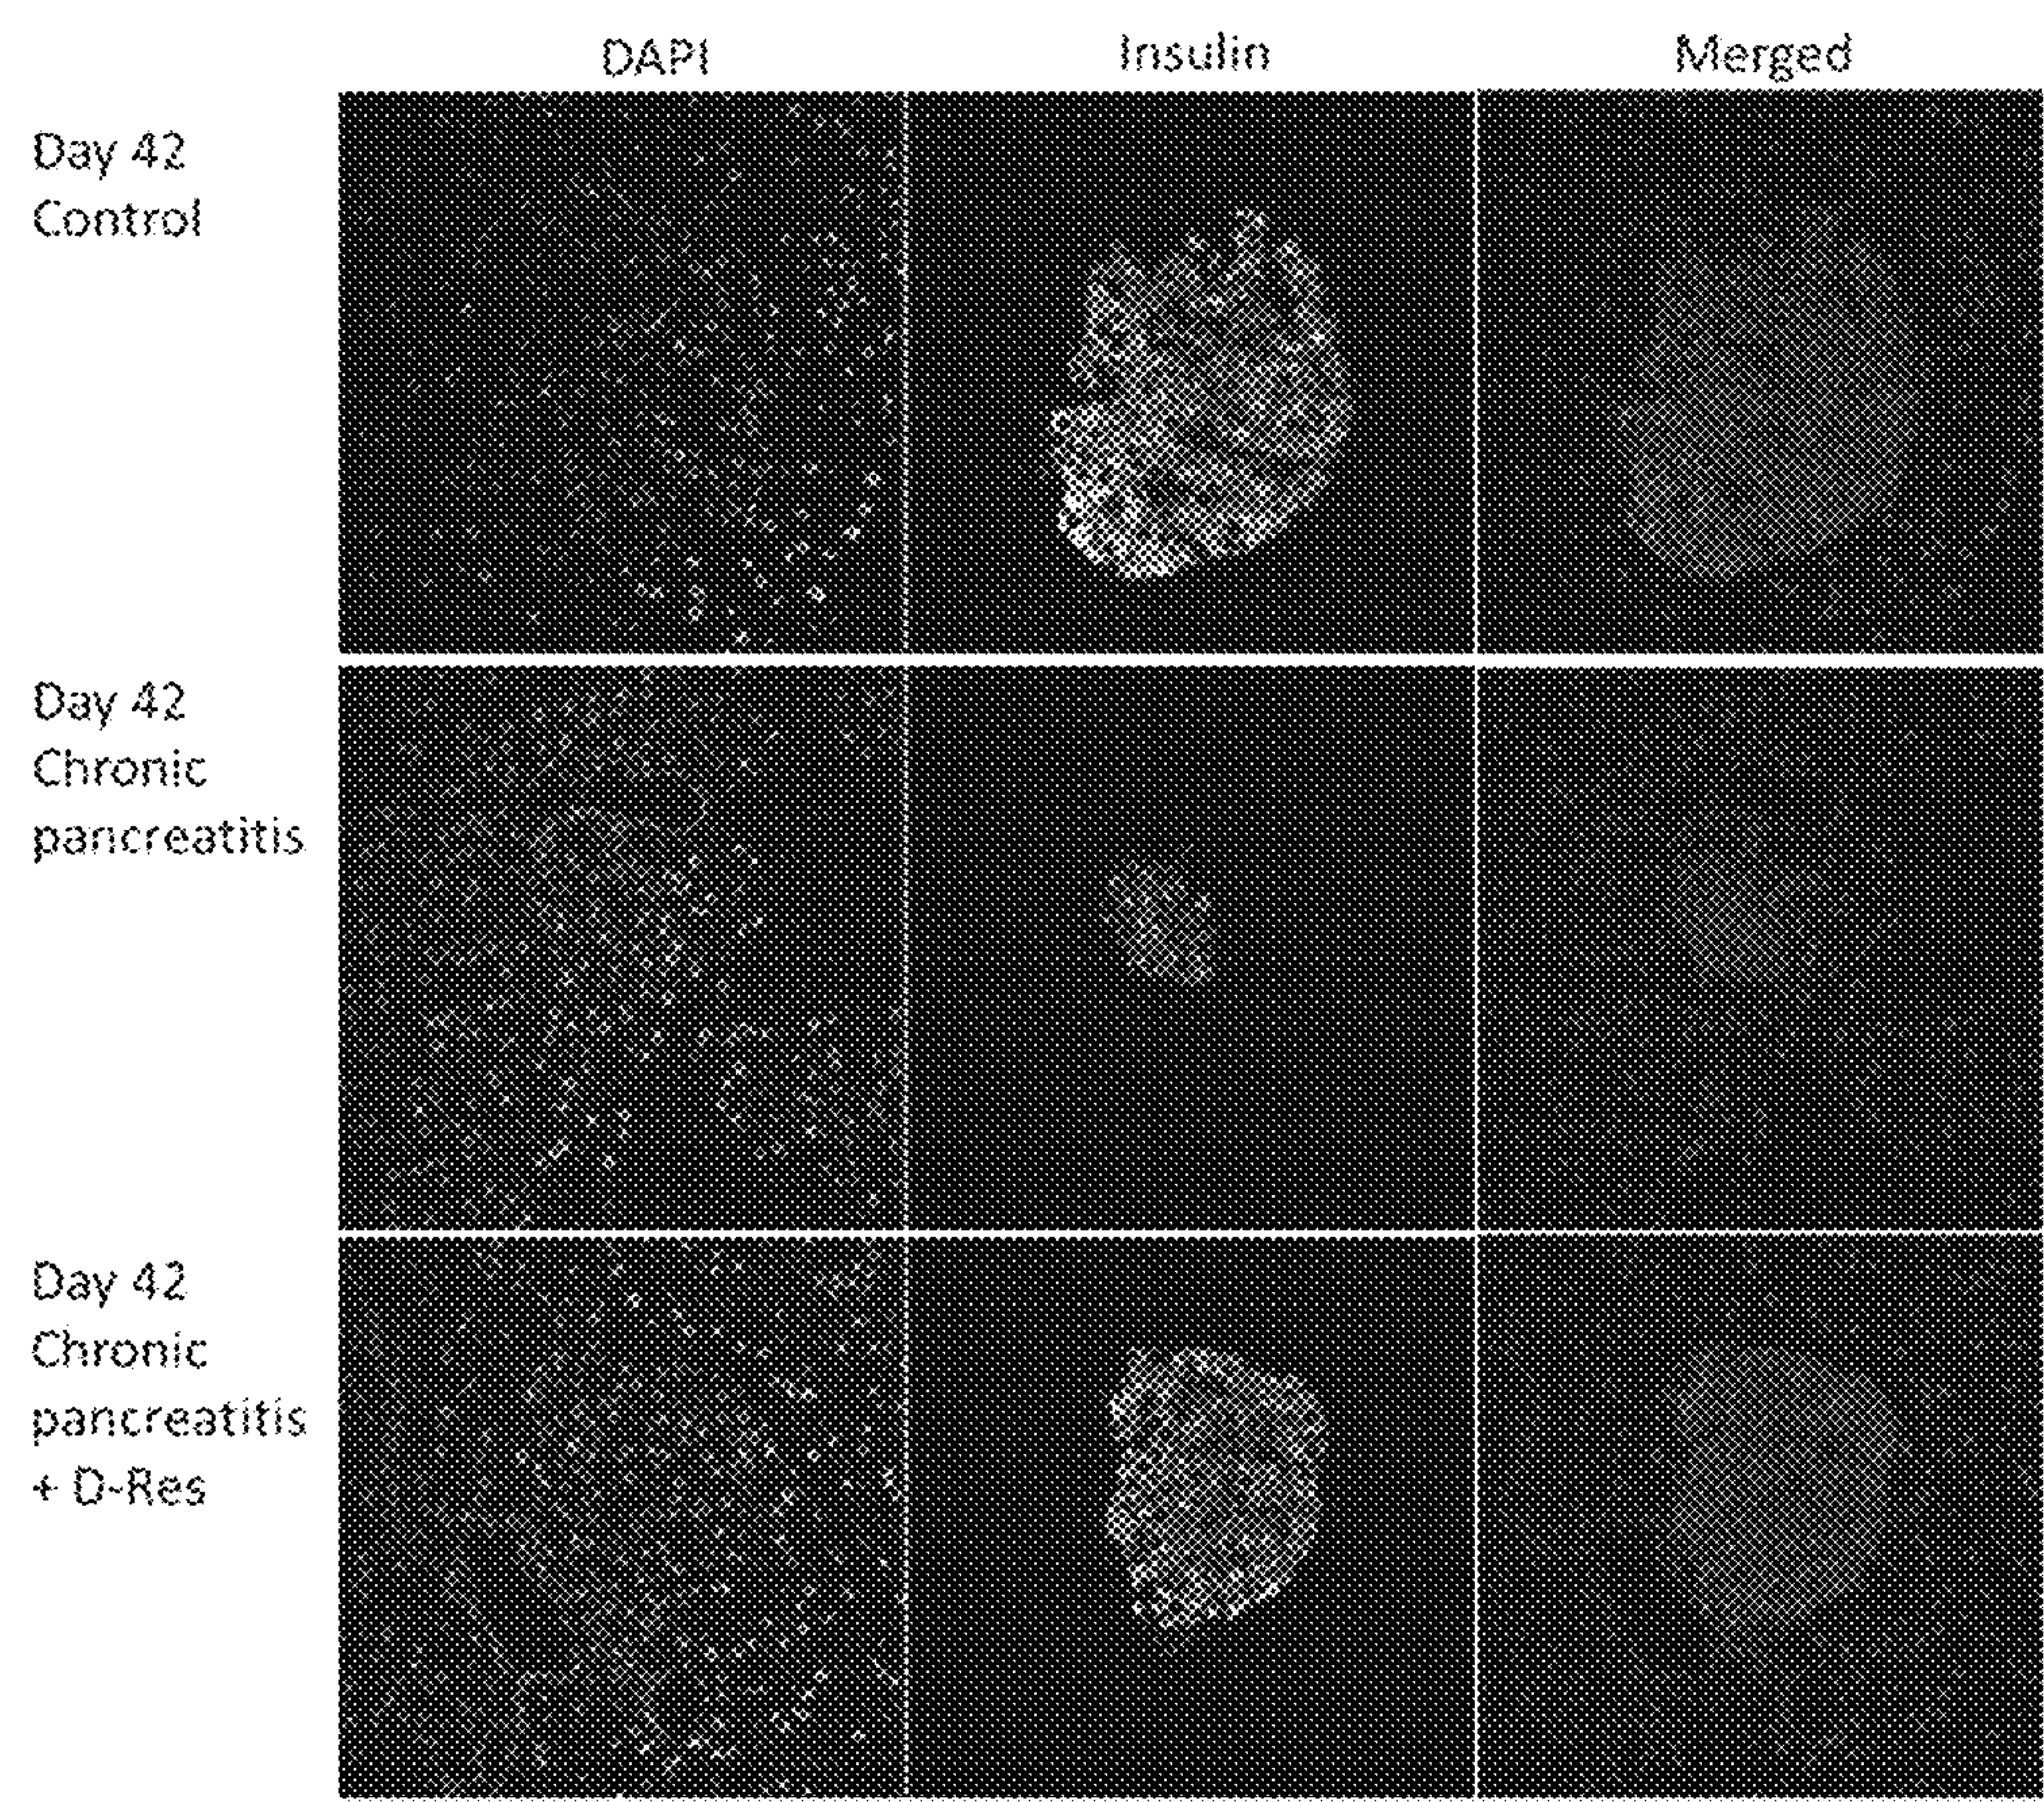 DAPI Insulin Merged
Day 42
Control
Day 42
Chronic
pancreatitis
Day 42
Chronic
pancreatitis
+ D-Res